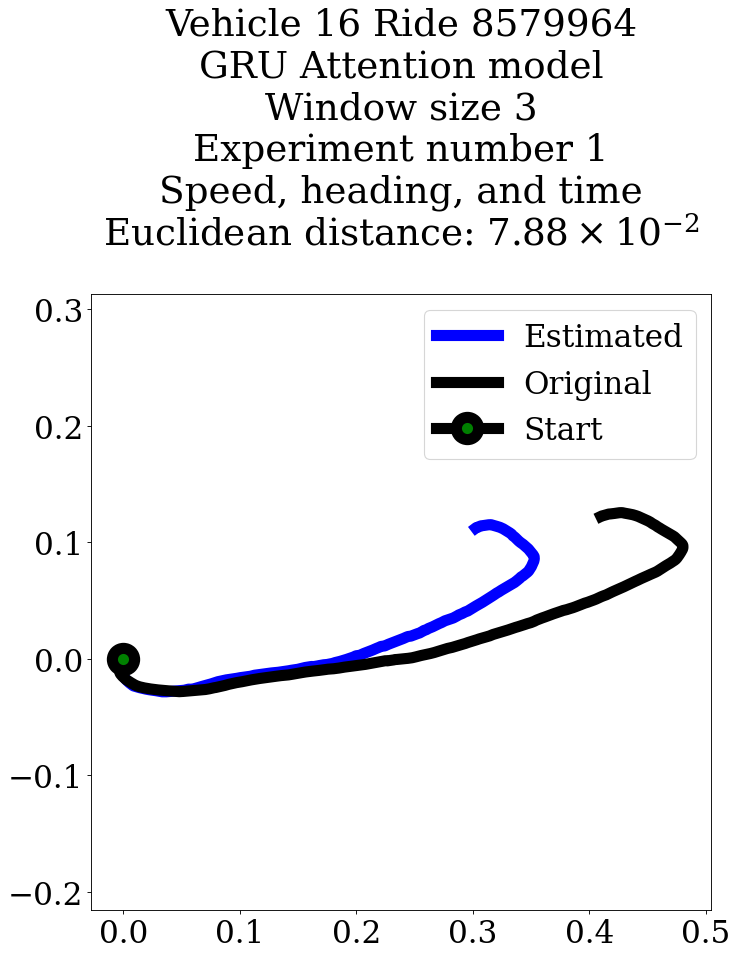 Vehicle 16 Ride 8579964
GRU Attention model
Window size 3
Experiment number 1
Speed, heading, and time
Euclidean distance: 7.88 × 10⁻²
0.3
Estimated
Original
Start
0.2
0.1
0.0
−0.1
−0.2
0.0 0.1 0.2 0.3 0.4 0.5